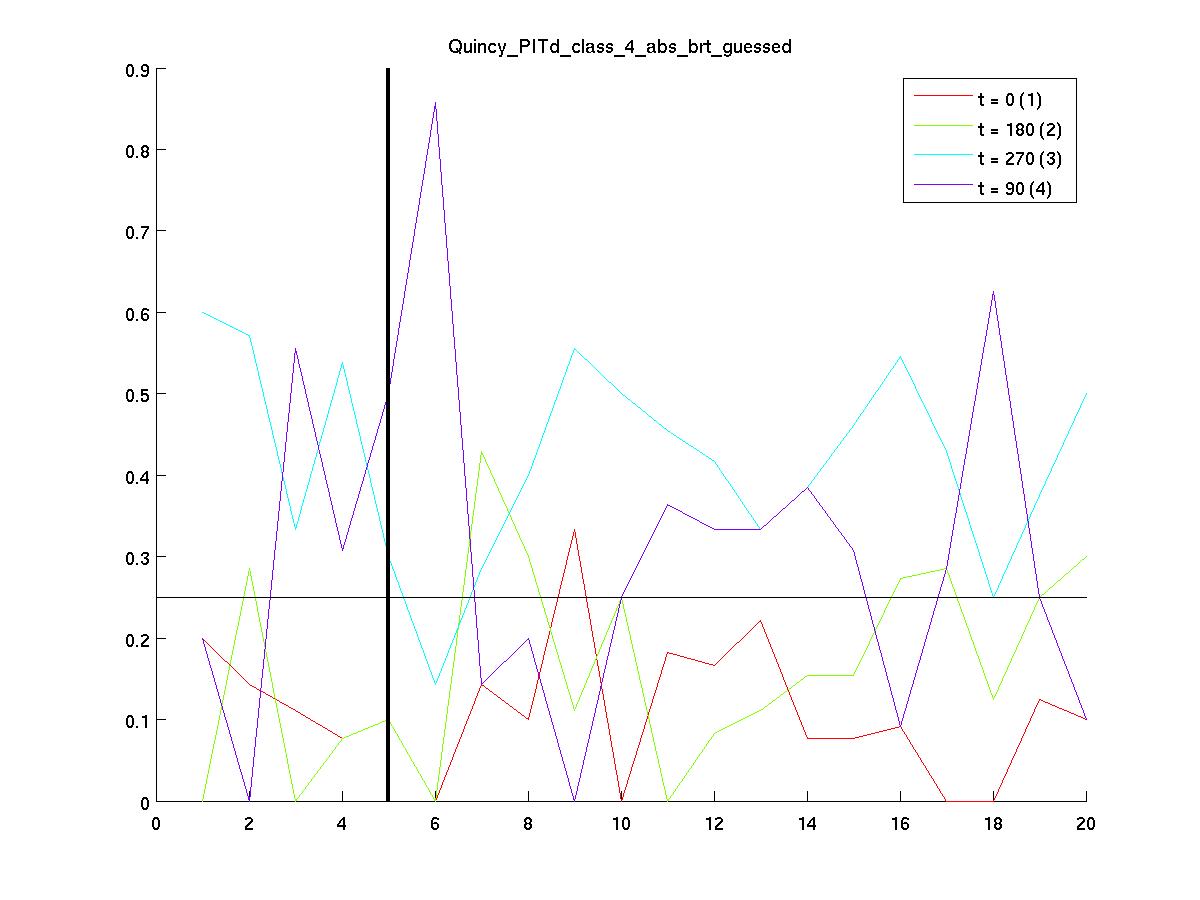 Quincy_PITd_class_4_abs_brt_guessed
0.9
0.8
0.7
0.6
0.5
0.4
0.3
0.2
0.1
0
t = 0 (1)
t = 180 (2)
t = 270 (3)
t = 90 (4)
0 2 4 6 8 10 12 14 16 18 20